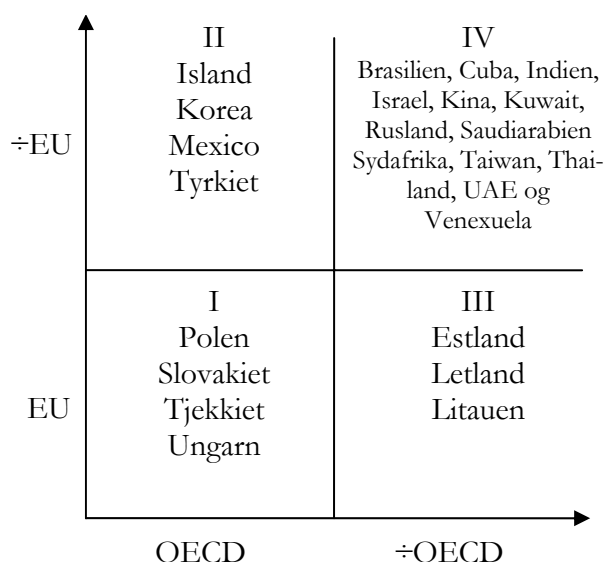 II
Island
Korea
Mexico
Tyrkiet
IV
Brasilien, Cuba, Indien,
Israel, Kina, Kuwait,
Rusland, Saudiarabien
Sydafrika, Taiwan, Thai-
land, UAE og
Venexuela
÷EU
I
Polen
Slovakiet
Tjekkiet
Ungarn
III
Estland
Letland
Litauen
EU
OECD
÷OECD